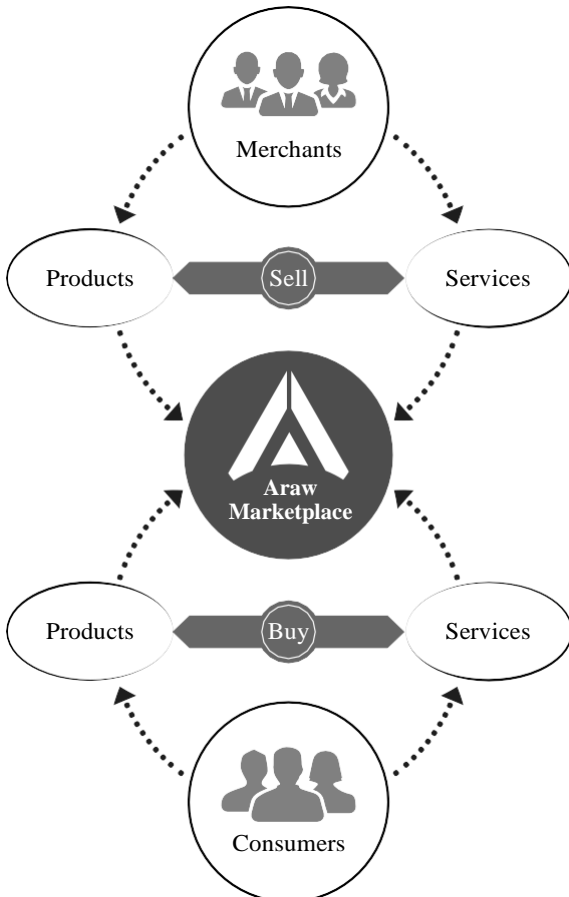 Merchants
Products
Sell
Services
Araw
Marketplace
Products
Buy
Services
Consumers